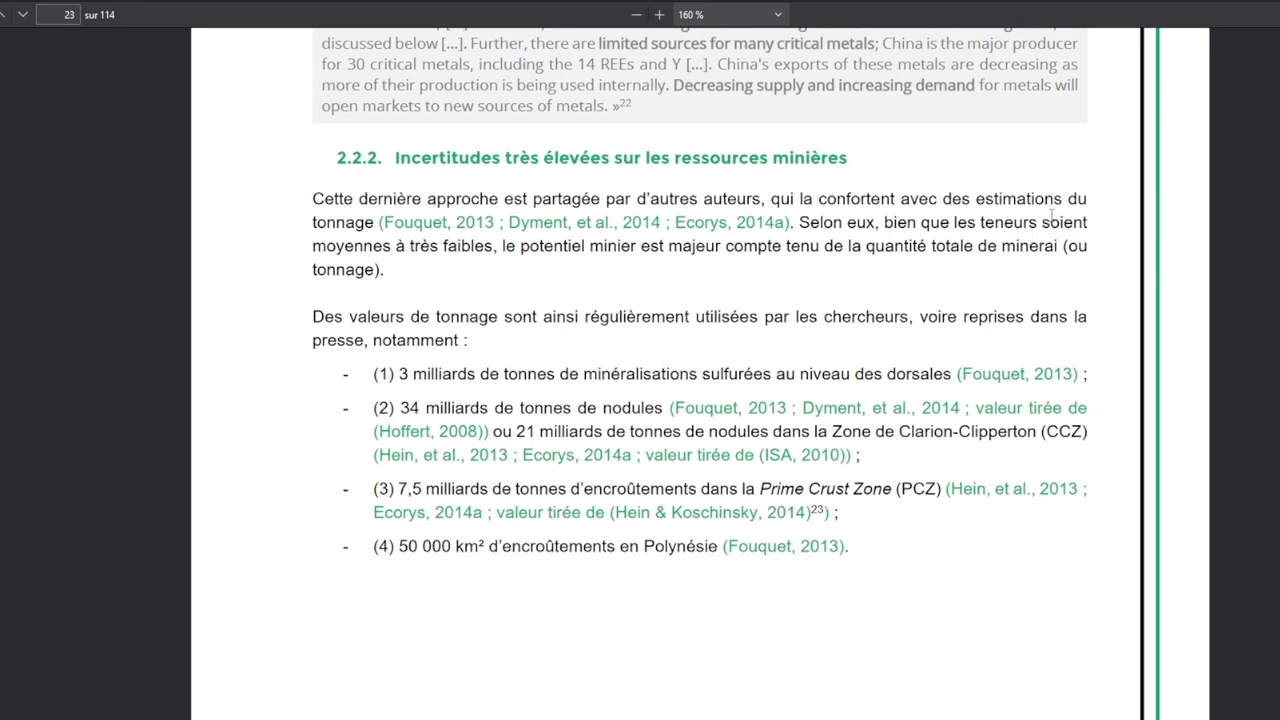 23 sur 114
160 %
discussed below [...]. Further, there are limited sources for many critical metals; China is the major producer
for 30 critical metals, including the 14 REEs and Y [...]. China's exports of these metals are decreasing as
more of their production is being used internally. Decreasing supply and increasing demand for metals will
open markets to new sources of metals. »22
2.2.2. Incertitudes très élevées sur les ressources minières
Cette dernière approche est partagée par d'autres auteurs, qui la confortent avec des estimations du
tonnage (Fouquet, 2013 ; Dyment, et al., 2014 ; Ecorys, 2014a). Selon eux, bien que les teneurs soient
moyennes à très faibles, le potentiel minier est majeur compte tenu de la quantité totale de minerai (ou
tonnage).
Des valeurs de tonnage sont ainsi régulièrement utilisées par les chercheurs, voire reprises dans la
presse, notamment :
- (1) 3 milliards de tonnes de minéralisations sulfurées au niveau des dorsales (Fouquet, 2013) ;
- (2) 34 milliards de tonnes de nodules (Fouquet, 2013 ; Dyment, et al., 2014 ; valeur tirée de
(Hoffert, 2008)) ou 21 milliards de tonnes de nodules dans la Zone de Clarion-Clipperton (CCZ)
(Hein, et al., 2013 ; Ecorys, 2014a ; valeur tirée de (ISA, 2010)) ;
- (3) 7,5 milliards de tonnes d'encroûtements dans la Prime Crust Zone (PCZ) (Hein, et al., 2013 ;
Ecorys, 2014a ; valeur tirée de (Hein & Koschinsky, 2014)23) ;
- (4) 50 000 km² d'encroûtements en Polynésie (Fouquet, 2013).